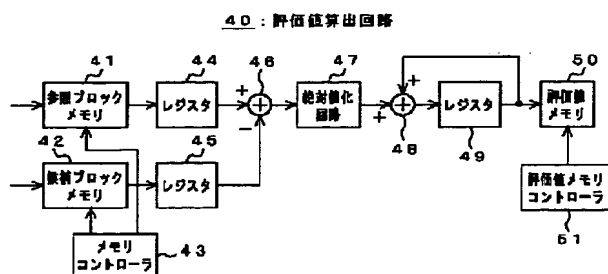 40：評価値算出回路
41
44
46
47
50
参照ブロック
メモリ
レジスタ
+
−
絶対値化
回路
+
+
48
レジスタ
49
評価値
メモリ
42
45
候補ブロック
メモリ
レジスタ
メモリ
コントローラ
43
評価値メモリ
コントローラ
51